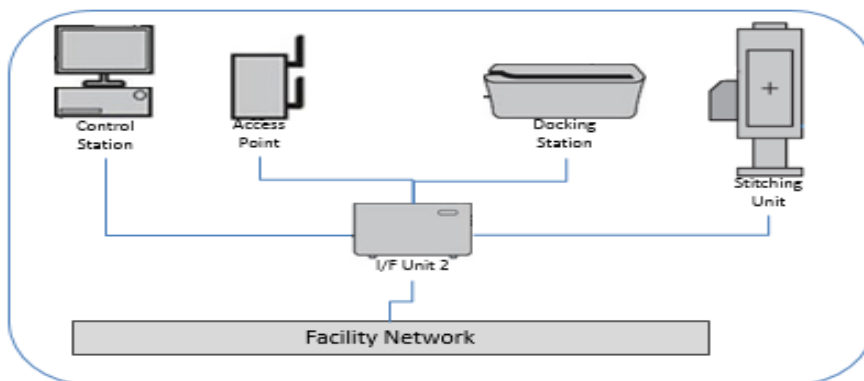 Control
Station
Access
Point
Docking
Station
Stitching
Unit
I/F Unit 2
Facility Network